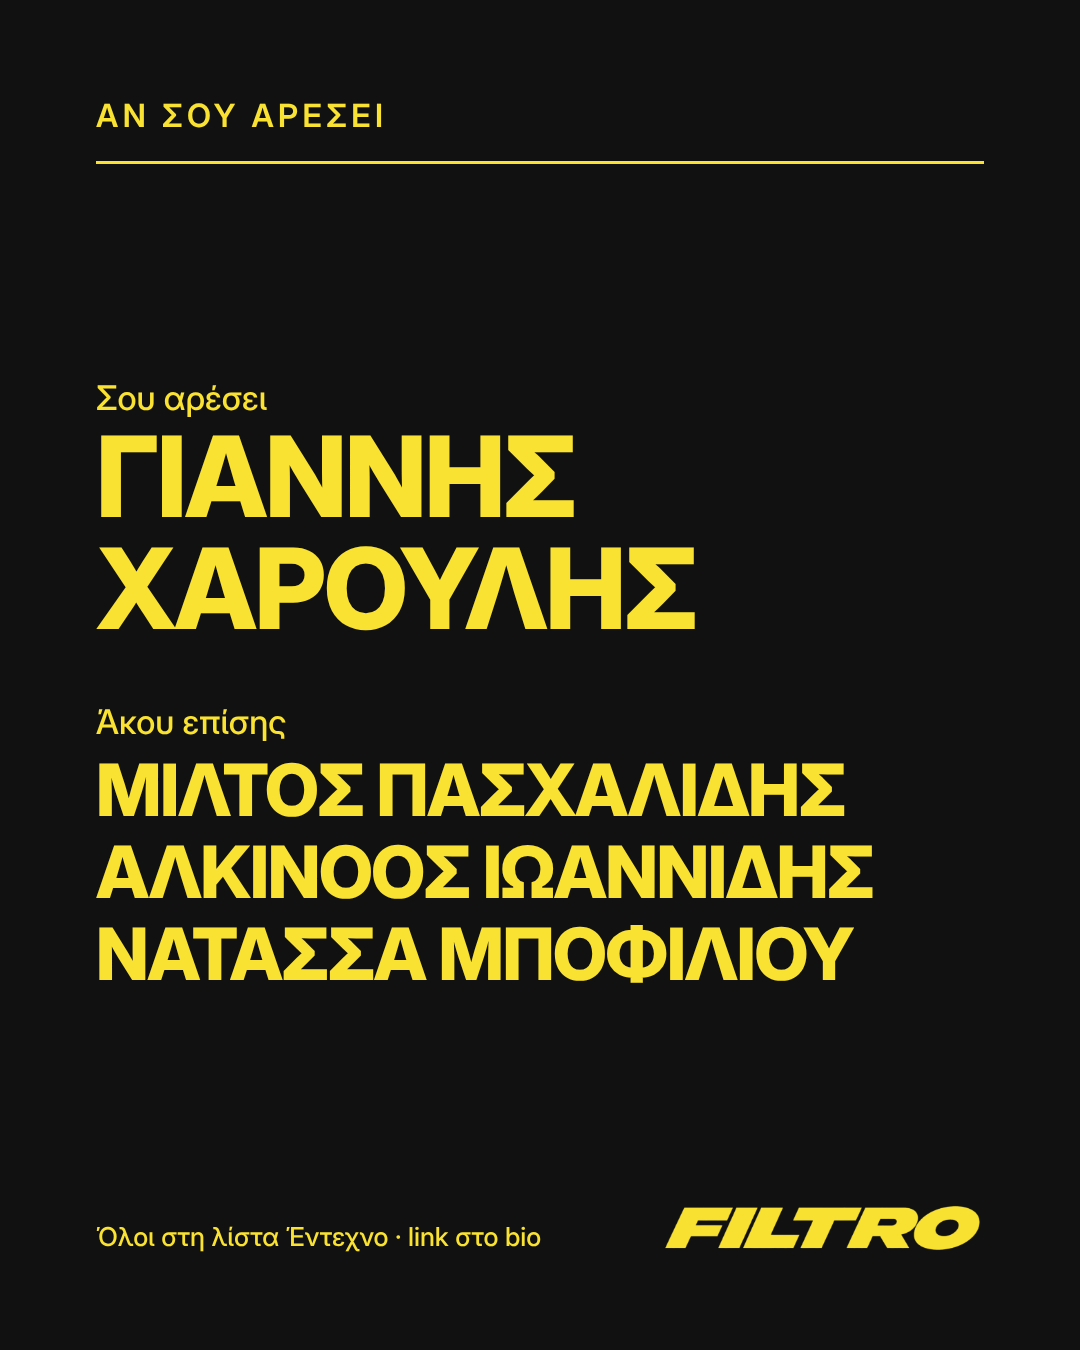 ΑΝ ΣΟΥ ΑΡΕΣΕΙ
Σου αρέσει
ΓΙΑΝΝΗΣ
ΧΑΡΟΥΛΗΣ
Άκου επίσης
ΜΙΛΤΟΣ ΠΑΣΧΑΛΙΔΗΣ
ΑΛΚΙΝΟΟΣ ΙΩΑΝΝΙΔΗΣ
ΝΑΤΑΣΣΑ ΜΠΟΦΙΛΙΟΥ
Όλοι στη λίστα Έντεχνο · link στο bio
FILTRO